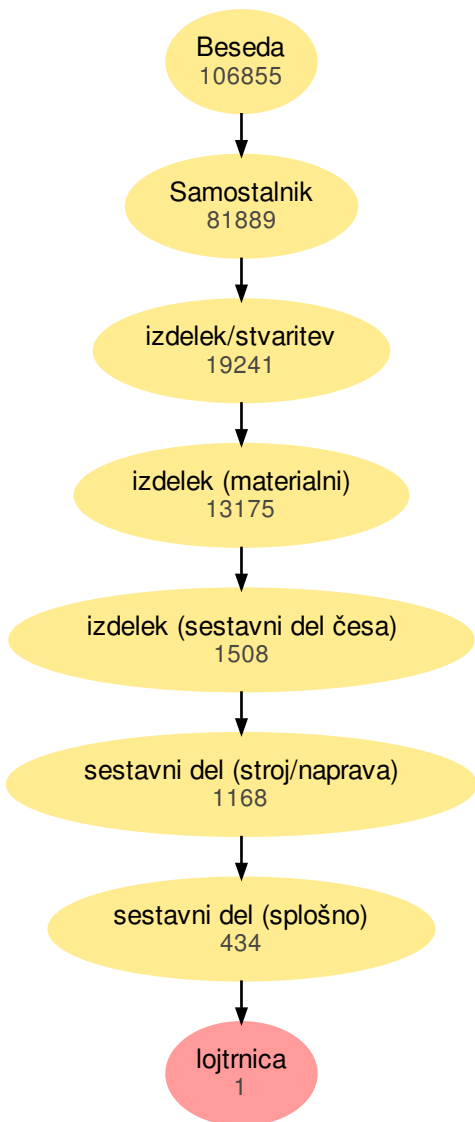 Beseda
106855
Samostalnik
81889
izdelek/stvaritev
19241
izdelek (materialni)
13175
izdelek (sestavni del česa)
1508
sestavni del (stroj/naprava)
1168
sestavni del (splošno)
434
lojtrnica
1